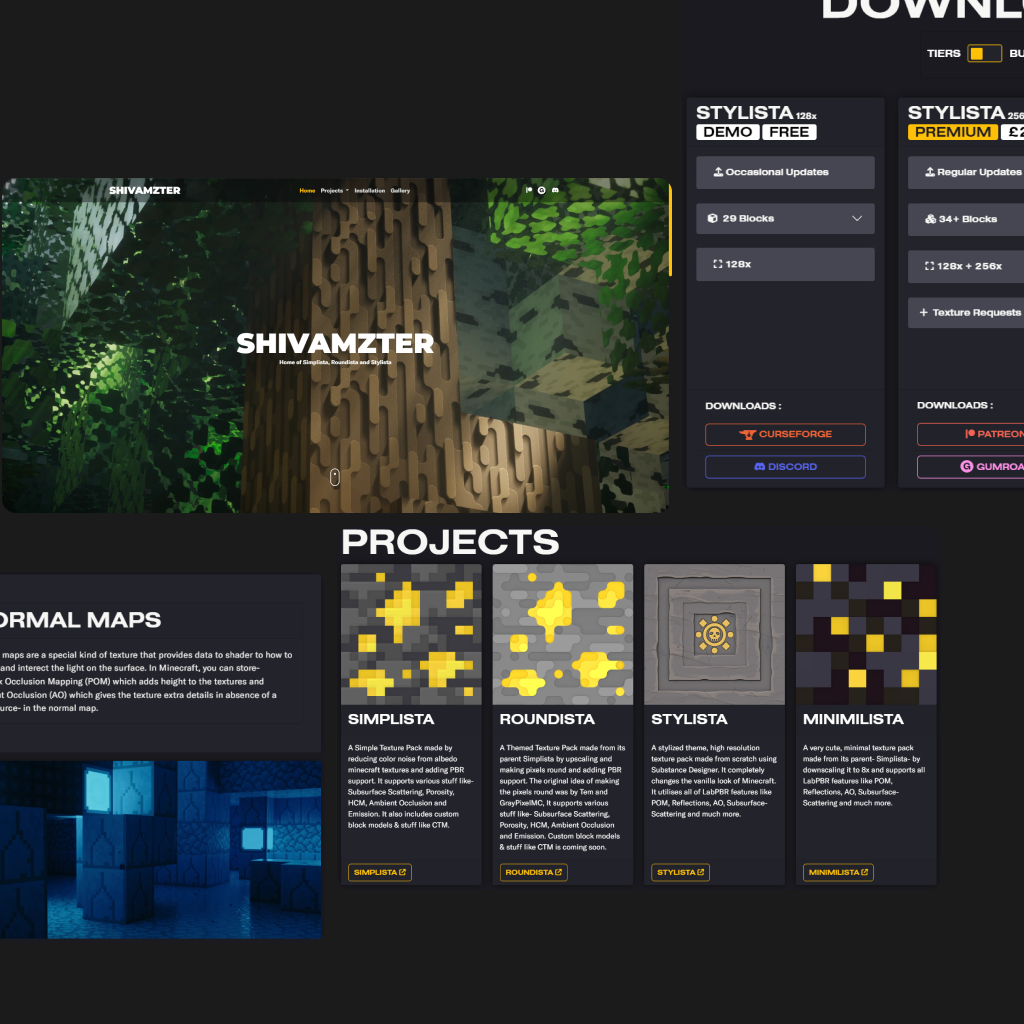 DOWNLO
TIERS
BU
STYLISTA 128x
DEMO FREE
Occasional Updates
29 Blocks
128x
DOWNLOADS :
CURSEFORGE
DISCORD
STYLISTA 256
PREMIUM £2
Regular Updates
34+ Blocks
128x + 256x
Texture Requests
DOWNLOADS :
PATREON
GUMROA
SHIVAMZTER
Home Projects Installation Gallery
SHIVAMZTER
Home of Simplista, Roundista and Stylista
ORMAL MAPS
maps are a special kind of texture that provides data to shader to how to
and interect the light on the surface. In Minecraft, you can store-
x Occlusion Mapping (POM) which adds height to the textures and
nt Occlusion (AO) which gives the texture extra details in absence of a
urce- in the normal map.
PROJECTS
SIMPLISTA
A Simple Texture Pack made by
reducing color noise from albedo
minecraft textures and adding PBR
support. It supports various stuff like-
Subsurface Scattering, Porosity,
HCM, Ambient Occlusion and
Emission. It also includes custom
block models & stuff like CTM.
SIMPLISTA
ROUNDISTA
A Themed Texture Pack made from its
parent Simplista by upscaling and
making pixels round and adding PBR
support. The original idea of making
the pixels round was by Tem and
GrayPixelMC, It supports various
stuff like- Subsurface Scattering,
Porosity, HCM, Ambient Occlusion
and Emission. Custom block models
& stuff like CTM is coming soon.
ROUNDISTA
STYLISTA
A stylized theme, high resolution
texture pack made from scratch using
Substance Designer. It completely
changes the vanilla look of Minecraft.
It utilises all of LabPBR features like
POM, Reflections, AO, Subsurface-
Scattering and much more.
STYLISTA
MINIMILISTA
A very cute, minimal texture pack
made from its parent- Simplista- by
downscaling it to 8x and supports all
LabPBR features like POM,
Reflections, AO, Subsurface-
Scattering and much more.
MINIMILISTA